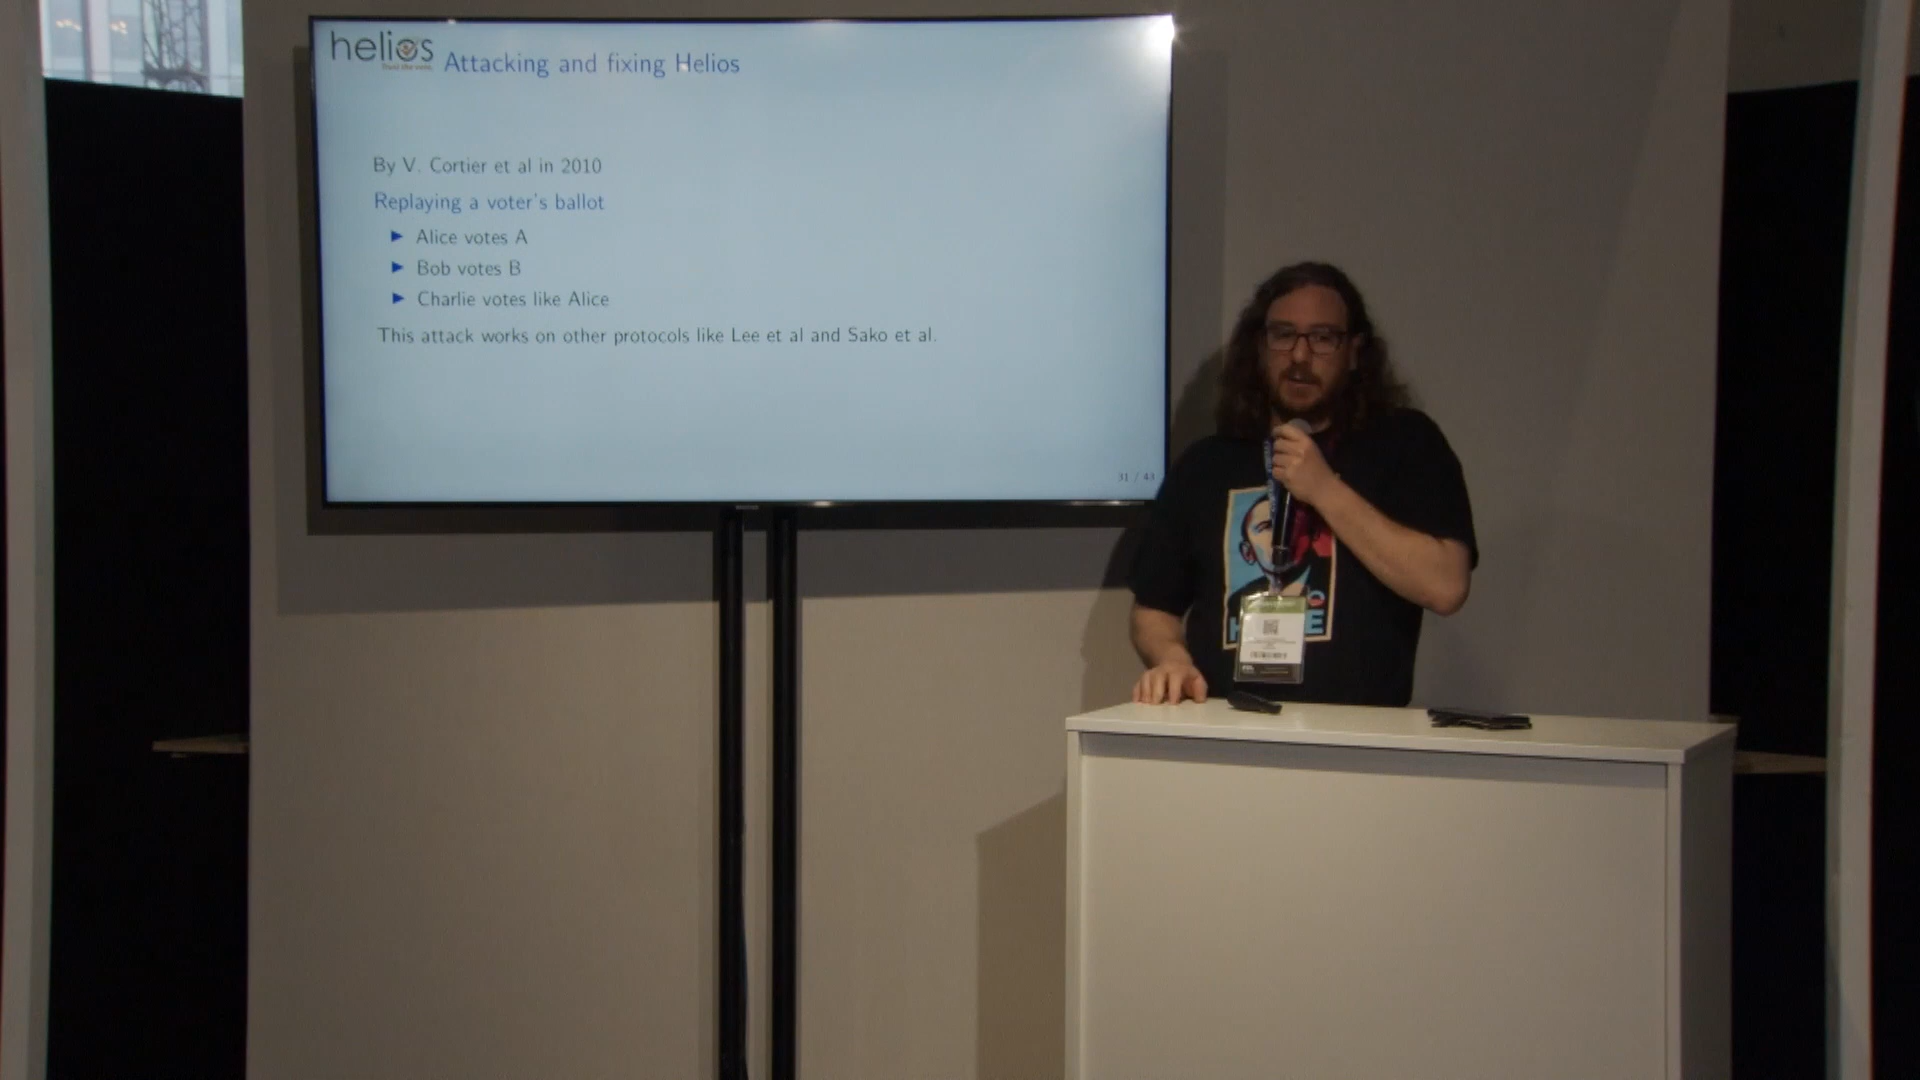 helios Attacking and fixing Helios
By V. Cortier et al in 2010
Replaying a voter's ballot
Alice votes A
Bob votes B
Charlie votes like Alice
This attack works on other protocols like Lee et al and Sako et al.
31 / 43